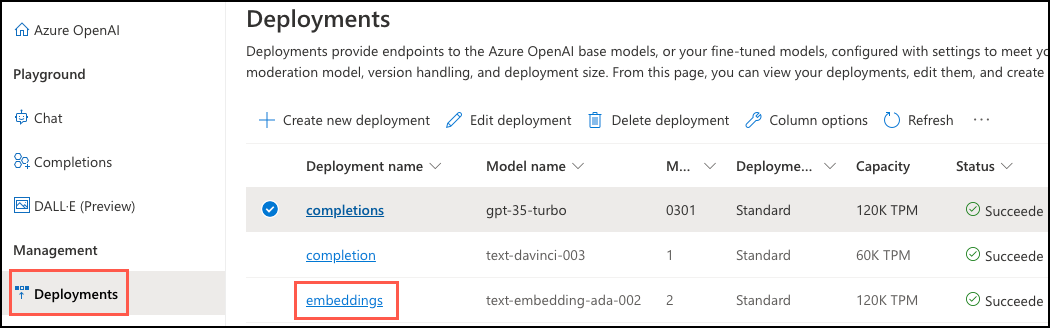 Azure OpenAI
Playground
Chat
Completions
DALL·E (Preview)
Management
Deployments
Deployments
Deployments provide endpoints to the Azure OpenAI base models, or your fine-tuned models, configured with settings to meet yo
moderation model, version handling, and deployment size. From this page, you can view your deployments, edit them, and create
Create new deployment Edit deployment Delete deployment Column options Refresh ...
Deployment name Model name M... Deployme... Capacity Status
completions gpt-35-turbo 0301 Standard 120K TPM Succeede
completion text-davinci-003 1 Standard 60K TPM Succeede
embeddings text-embedding-ada-002 2 Standard 120K TPM Succeede